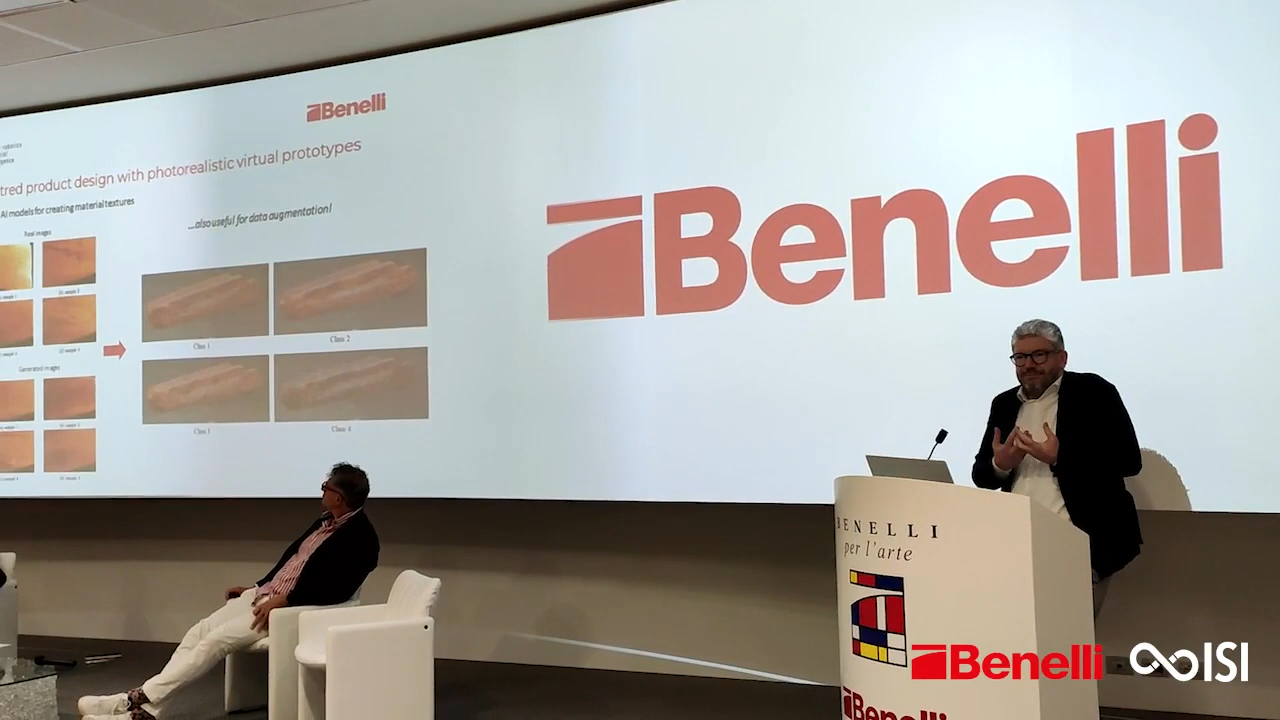 Benelli
tred product design with photorealistic virtual prototypes
AI models for creating material textures
...also useful for data augmentation!
Real images
Class 1
Class 2
Generated images
Class 3
Class 4
Benelli
BENELLI
per l'arte
Benelli
Benelli
ISI